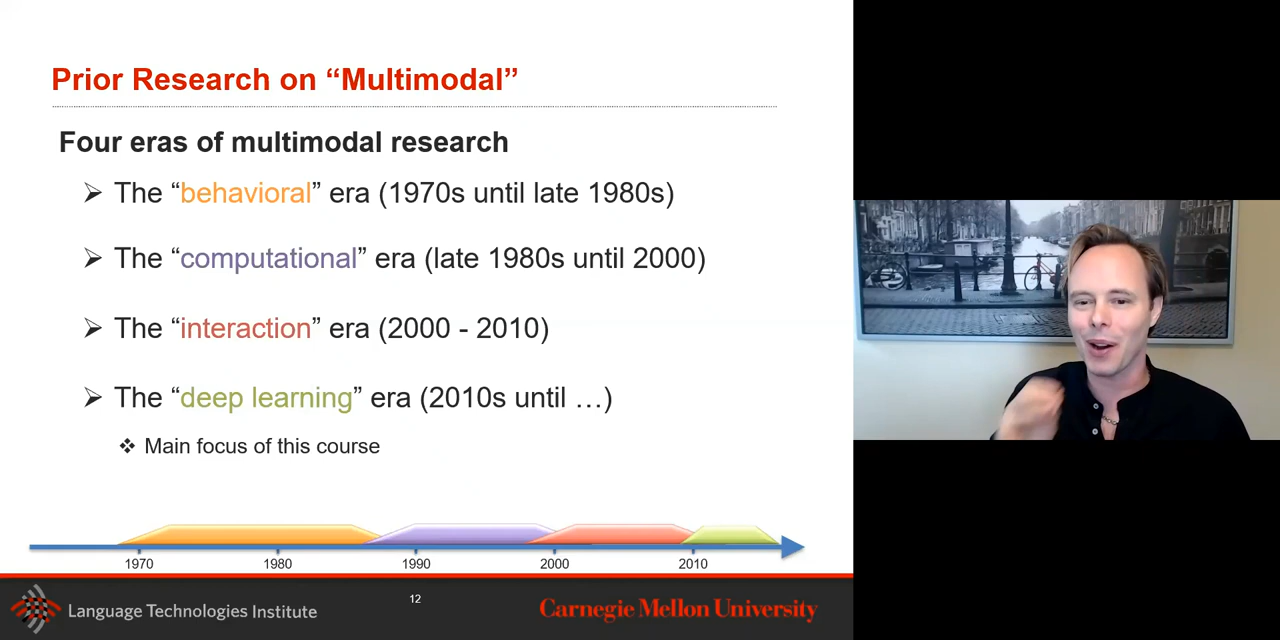 Prior Research on “Multimodal”
Four eras of multimodal research
➢ The “behavioral” era (1970s until late 1980s)
➢ The “computational” era (late 1980s until 2000)
➢ The “interaction” era (2000 - 2010)
➢ The “deep learning” era (2010s until …)
❖ Main focus of this course
1970 1980 1990 2000 2010
12
Language Technologies Institute
Carnegie Mellon University